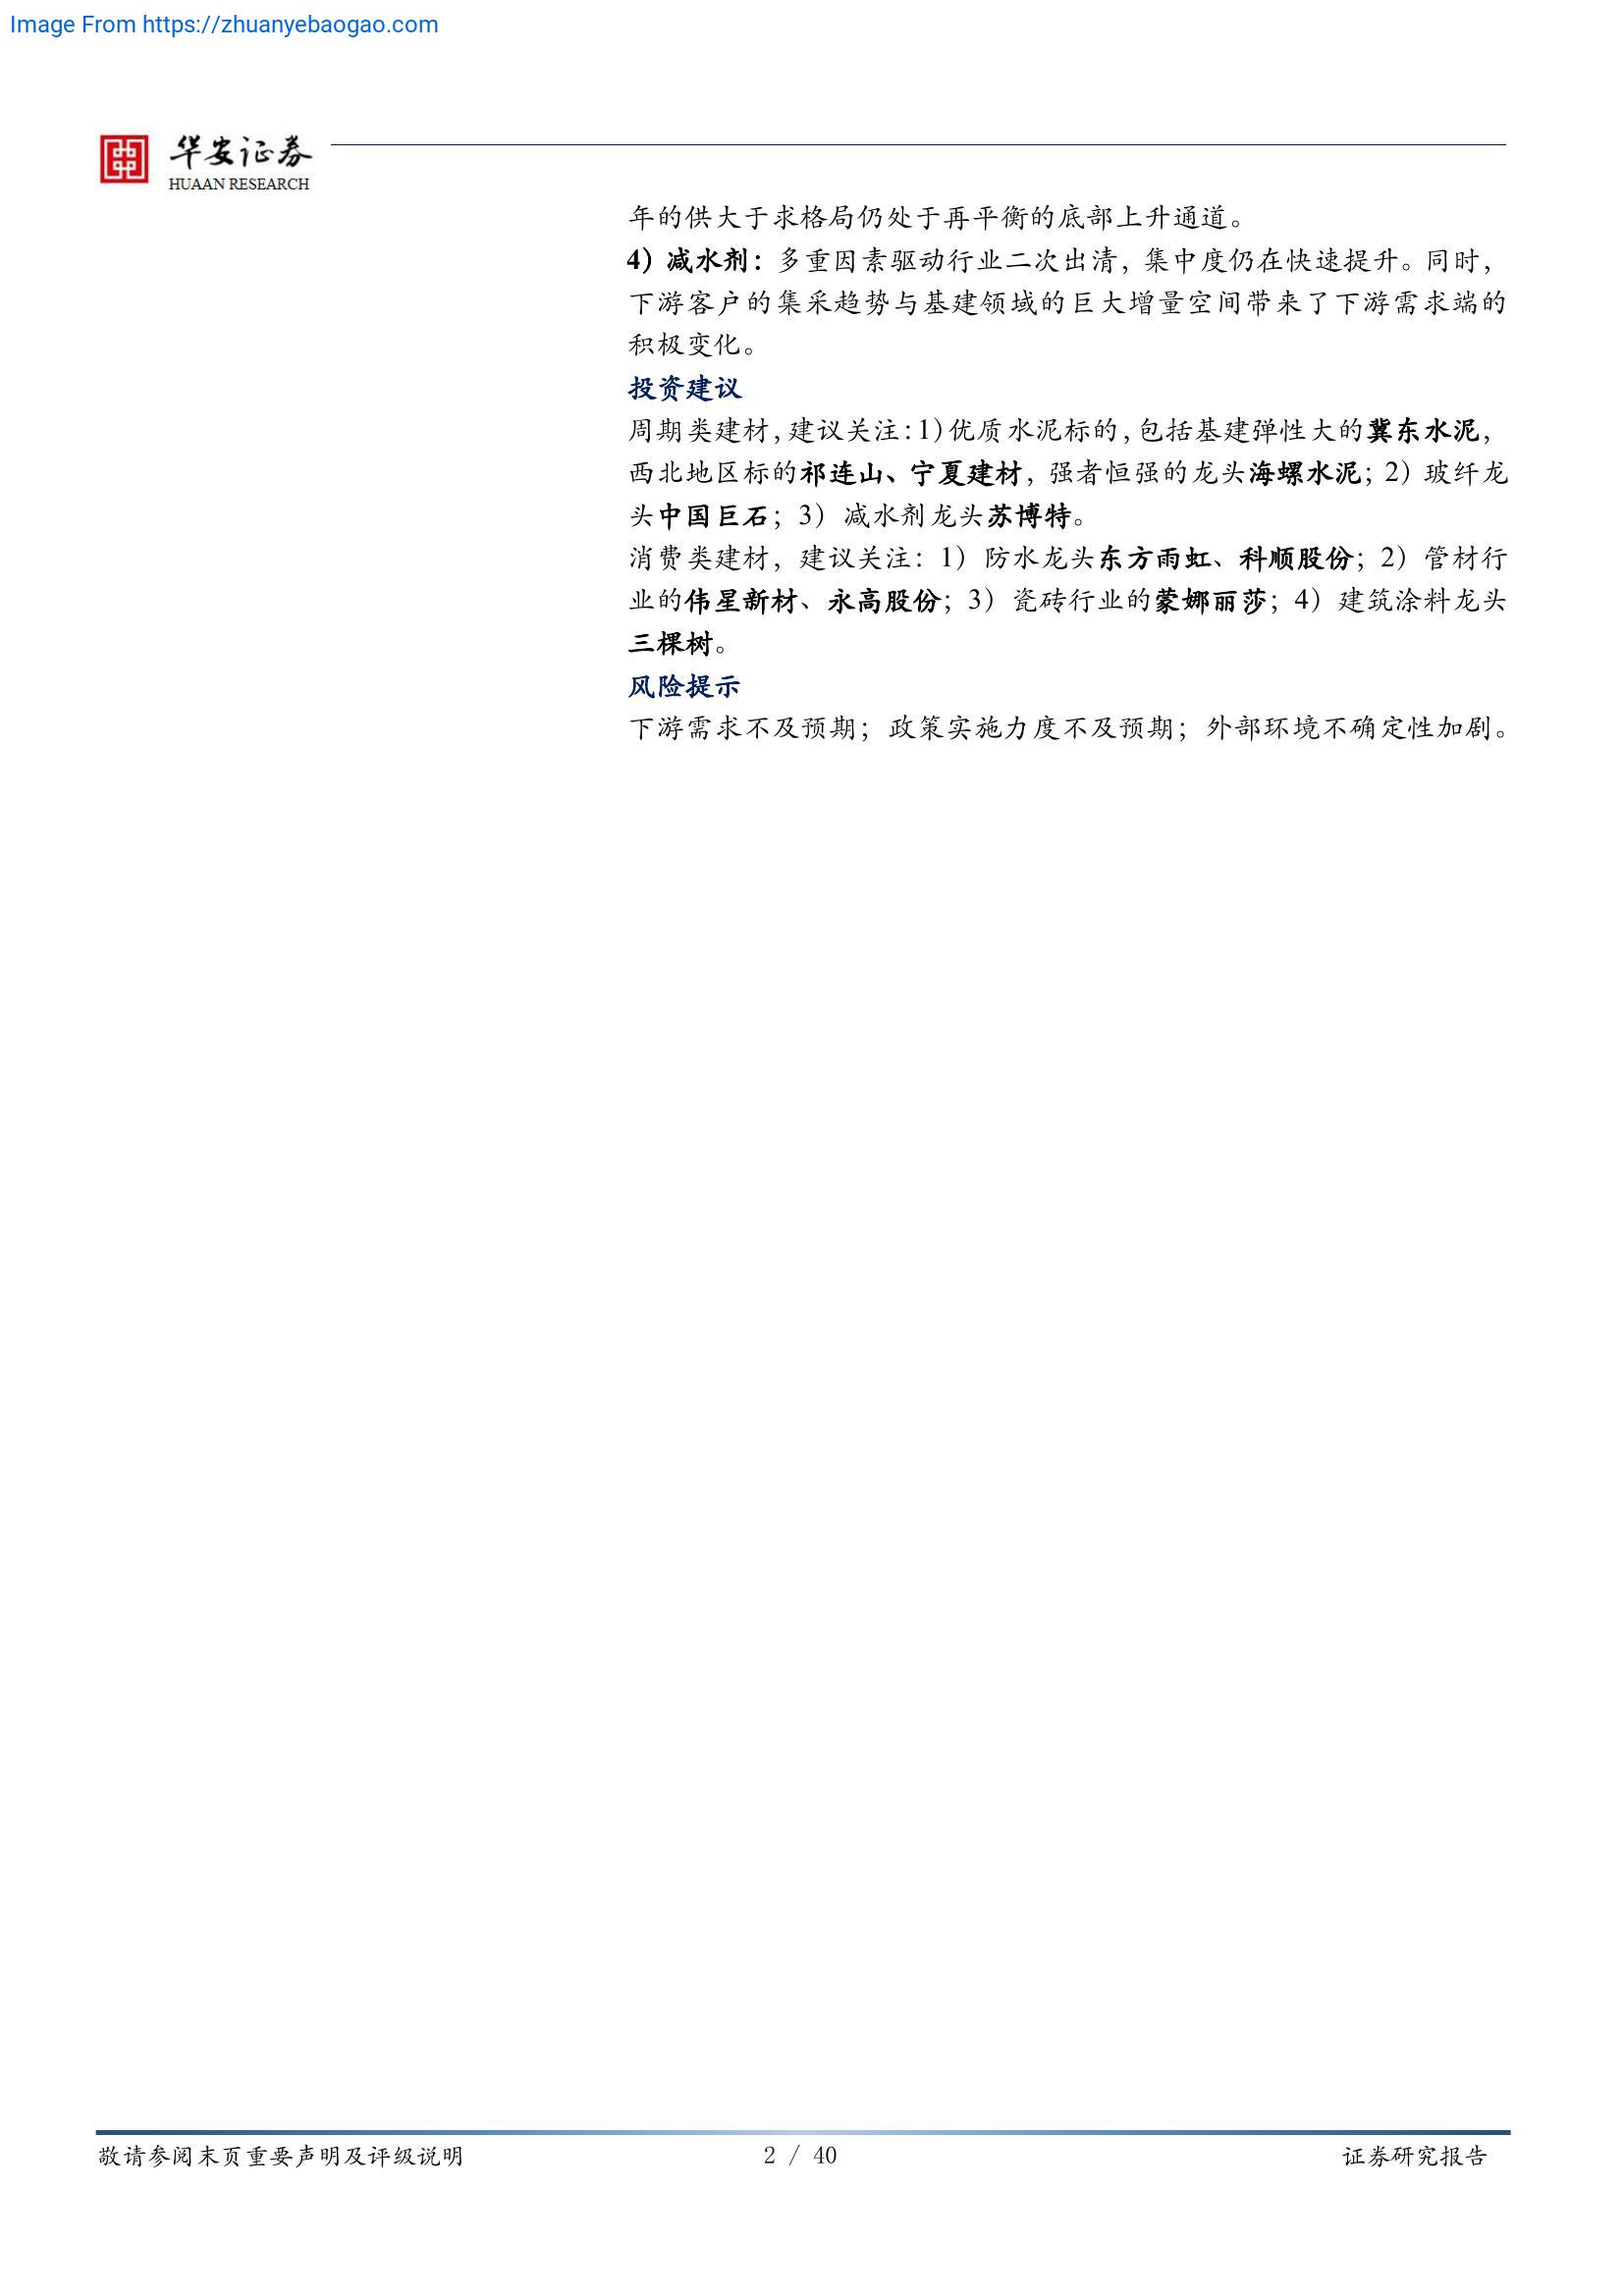 Image From https://zhuanyebaogao.com
华安证券
HUAAN RESEARCH
年的供大于求格局仍处于再平衡的底部上升通道。
4）减水剂：多重因素驱动行业二次出清，集中度仍在快速提升。同时，
下游客户的集采趋势与基建领域的巨大增量空间带来了下游需求端的
积极变化。
投资建议
周期类建材，建议关注：1）优质水泥标的，包括基建弹性大的冀东水泥，
西北地区标的祁连山、宁夏建材，强者恒强的龙头海螺水泥；2）玻纤龙
头中国巨石；3）减水剂龙头苏博特。
消费类建材，建议关注：1）防水龙头东方雨虹、科顺股份；2）管材行
业的伟星新材、永高股份；3）瓷砖行业的蒙娜丽莎；4）建筑涂料龙头
三棵树。
风险提示
下游需求不及预期；政策实施力度不及预期；外部环境不确定性加剧。
敬请参阅末页重要声明及评级说明
2 / 40
证券研究报告